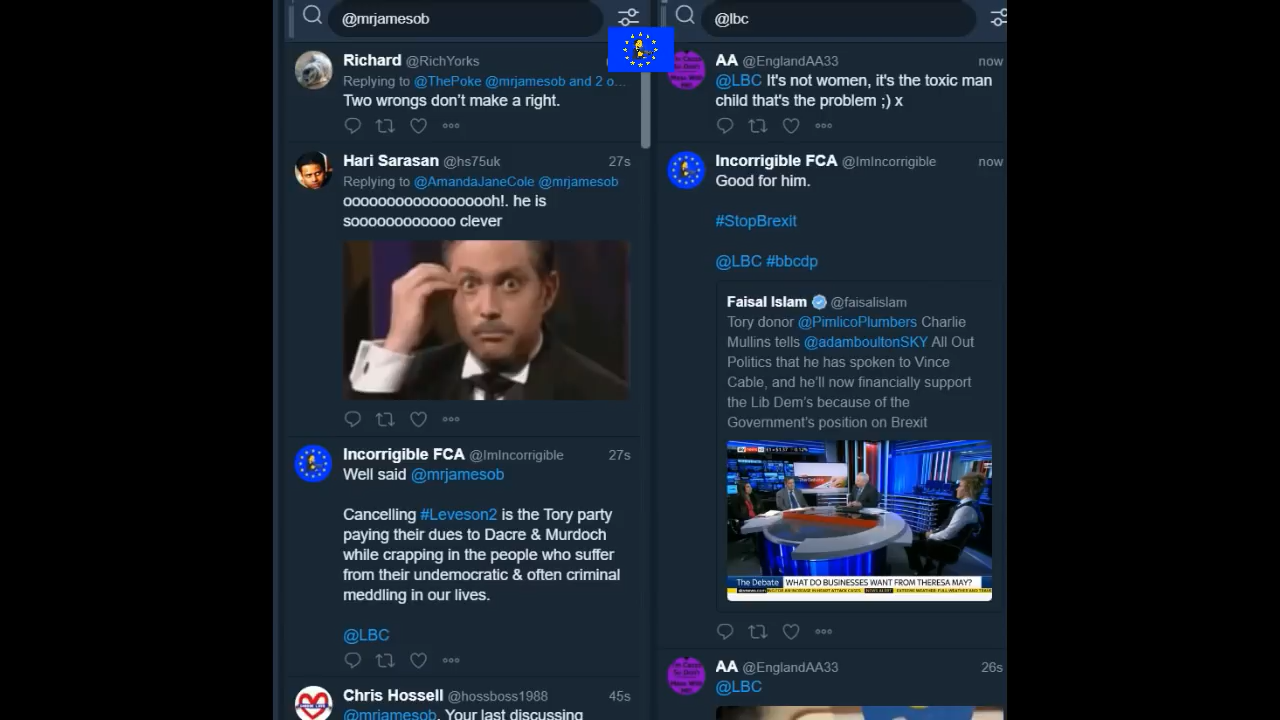 @mrjamesob
Richard @RichYorks
Replying to @ThePoke @mrjamesob and 2 o...
Two wrongs don't make a right.
Hari Sarasan @hs75uk 27s
Replying to @AmandaJaneCole @mrjamesob
ooooooooooooooooooh!. he is
soooooooooooo clever
Incorrigible FCA @ImIncorrigible 27s
Well said @mrjamesob
Cancelling #Leveson2 is the Tory party
paying their dues to Dacre & Murdoch
while crapping in the people who suffer
from their undemocratic & often criminal
meddling in our lives.
@LBC
Chris Hossell @hossboss1988 45s
@mrjamesob. Your last discussing
@lbc
AA @EnglandAA33 now
@LBC It's not women, it's the toxic man
child that's the problem ;) x
Incorrigible FCA @ImIncorrigible now
Good for him.
#StopBrexit
@LBC #bbcdp
Faisal Islam @faisalislam
Tory donor @PimlicoPlumbers Charlie
Mullins tells @adamboultonSKY All Out
Politics that he has spoken to Vince
Cable, and he'll now financially support
the Lib Dem's because of the
Government's position on Brexit
The Debate WHAT DO BUSINESSES WANT FROM THERESA MAY?
AA @EnglandAA33 26s
@LBC